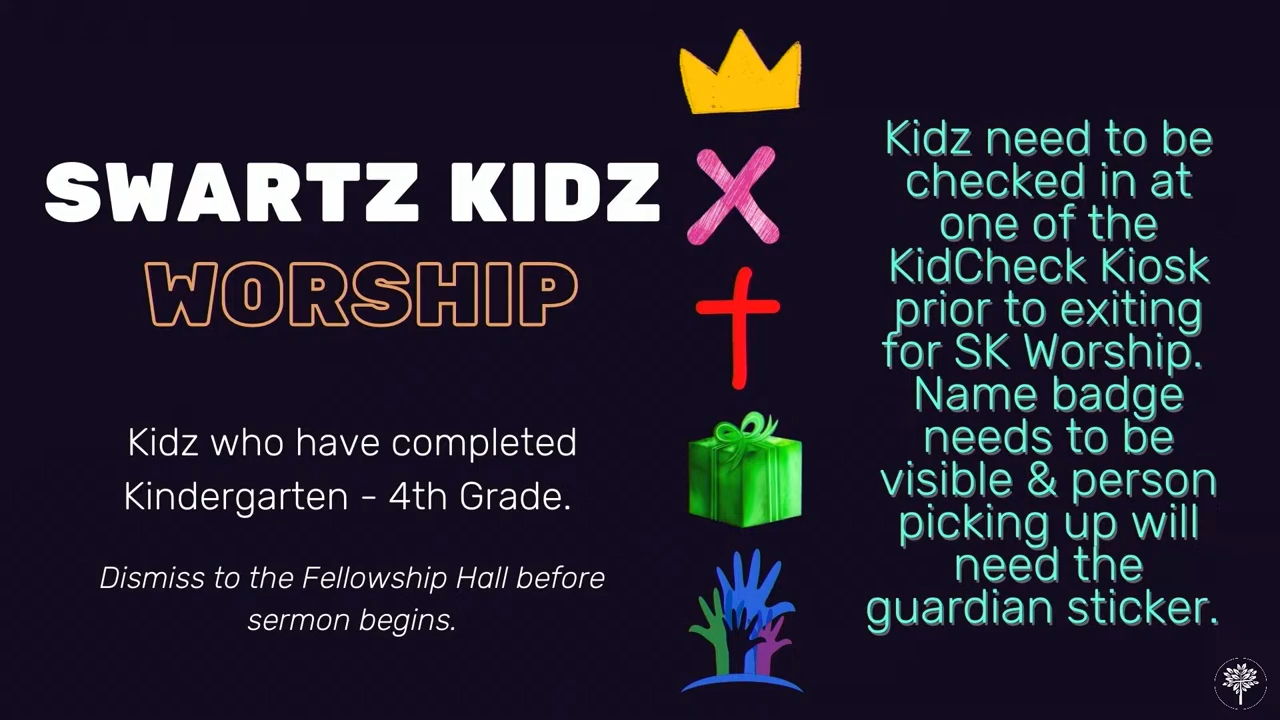 SWARTZ KIDZ
WORSHIP
Kidz who have completed
Kindergarten - 4th Grade.
Dismiss to the Fellowship Hall before
sermon begins.
Kidz need to be
checked in at
one of the
KidCheck Kiosk
prior to exiting
for SK Worship.
Name badge
needs to be
visible & person
picking up will
need the
guardian sticker.